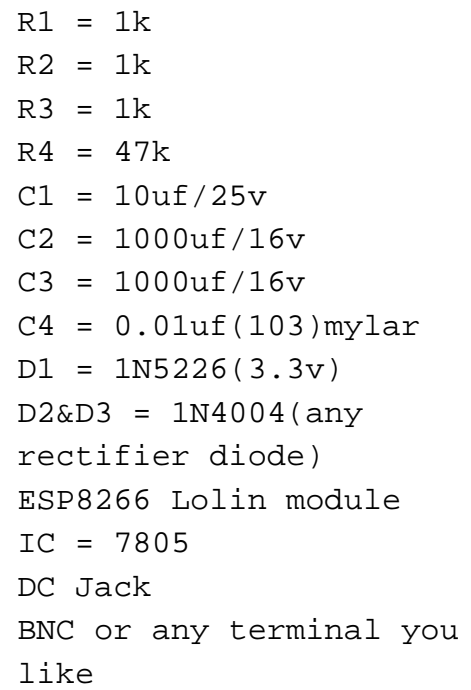 R1 = 1k
R2 = 1k
R3 = 1k
R4 = 47k
C1 = 10uf/25v
C2 = 1000uf/16v
C3 = 1000uf/16v
C4 = 0.01uf(103)mylar
D1 = 1N5226(3.3v)
D2&D3 = 1N4004(any
rectifier diode)
ESP8266 Lolin module
IC = 7805
DC Jack
BNC or any terminal you
like